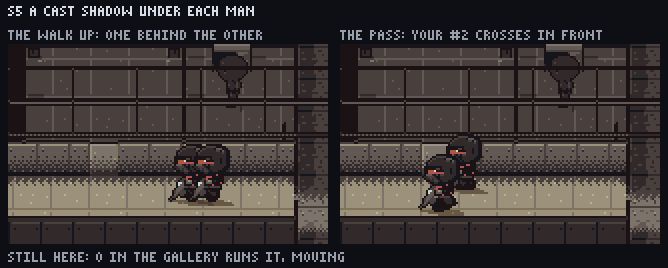 S5 A CAST SHADOW UNDER EACH MAN
THE WALK UP: ONE BEHIND THE OTHER
THE PASS: YOUR #2 CROSSES IN FRONT
STILL HERE: O IN THE GALLERY RUNS IT, MOVING